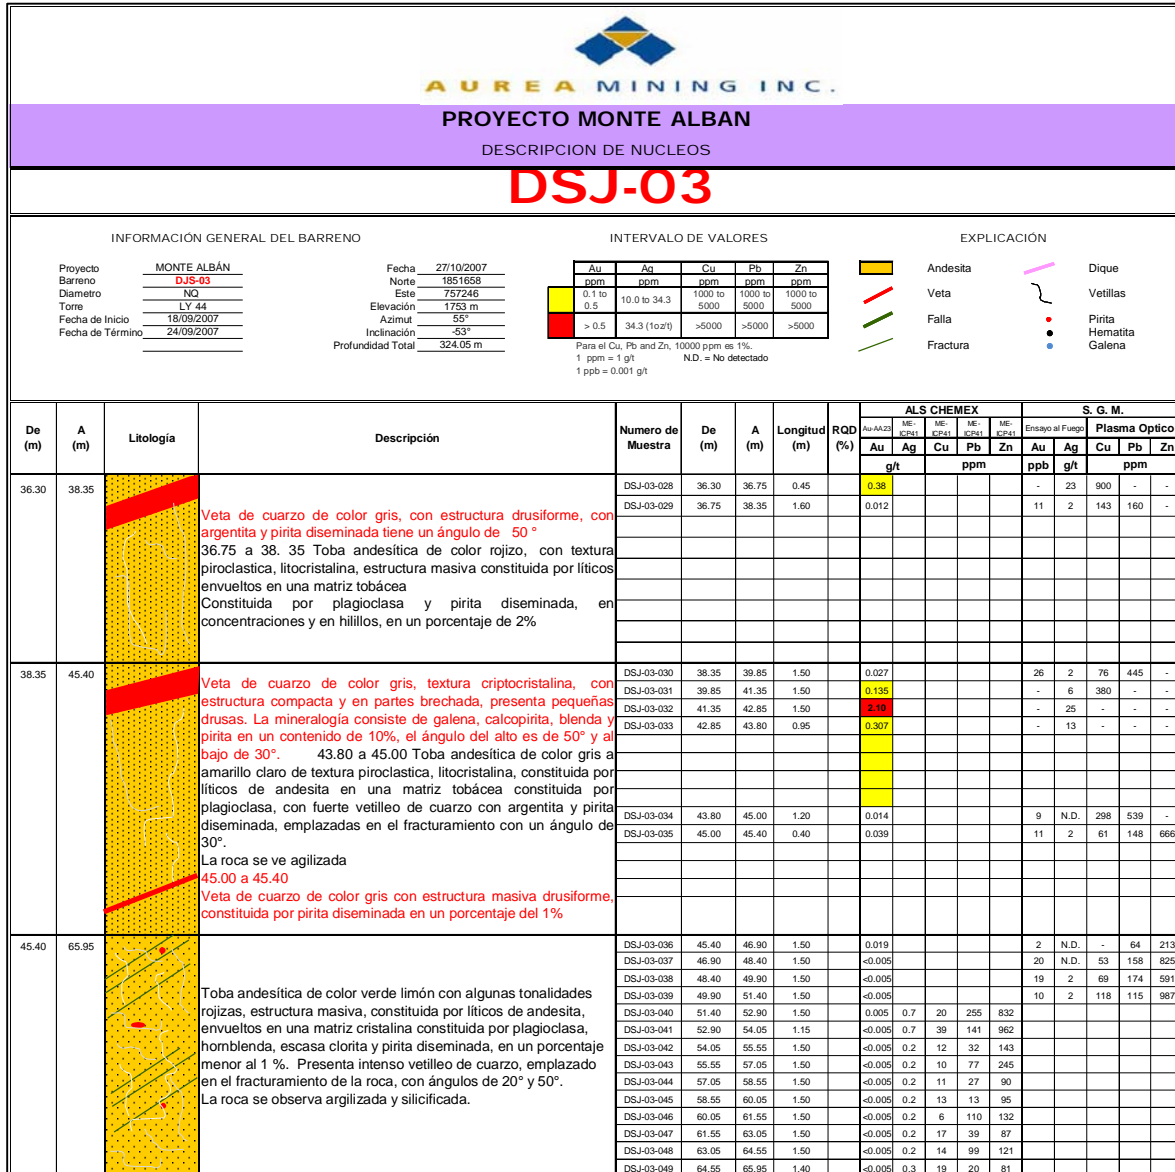 AUREA MINING INC.
PROYECTO MONTE ALBAN
DESCRIPCION DE NUCLEOS
DSJ-03
INFORMACIÓN GENERAL DEL BARRENO
Proyecto MONTE ALBÁN
Barreno DJS-03
Diametro NQ
Torre LY 44
Fecha de Inicio 18/09/2007
Fecha de Término 24/09/2007
Fecha 27/10/2007
Norte 1851658
Este 757246
Elevación 1753 m
Azimut 55°
Inclinación -53°
Profundidad Total 324.05 m
INTERVALO DE VALORES
Au Ag Cu Pb Zn
ppm ppm ppm ppm ppm
0.1 to 0.5 10.0 to 34.3 1000 to 5000 1000 to 5000 1000 to 5000
> 0.5 34.3 (1oz/t) >5000 >5000 >5000
Para el Cu, Pb and Zn, 10000 ppm es 1%.
1 ppm = 1 g/t N.D. = No detectado
1 ppb = 0.001 g/t
EXPLICACIÓN
Andesita Dique
Veta Vetillas
Falla Pirita
Hematita
Fractura Galena
De (m) A (m) Litología Descripción Numero de Muestra De (m) A (m) Longitud (m) RQD (%)
ALS CHEMEX S. G. M.
Au-AA23 ME-ICP41 ME-ICP41 ME-ICP41 ME-ICP41 Ensayo al Fuego Plasma Optico
Au Ag Cu Pb Zn Au Ag Cu Pb Zn
g/t ppm ppb g/t ppm
36.30 38.35
Veta de cuarzo de color gris, con estructura drusiforme, con
argentita y pirita diseminada tiene un ángulo de 50 °
36.75 a 38. 35 Toba andesítica de color rojizo, con textura
piroclastica, litocristalina, estructura masiva constituida por líticos
envueltos en una matriz tobácea
Constituida por plagioclasa y pirita diseminada, en
concentraciones y en hilillos, en un porcentaje de 2%
DSJ-03-028 36.30 36.75 0.45 0.38 - 23 900 - -
DSJ-03-029 36.75 38.35 1.60 0.012 11 2 143 160 -
38.35 45.40
Veta de cuarzo de color gris, textura criptocristalina, con
estructura compacta y en partes brechada, presenta pequeñas
drusas. La mineralogía consiste de galena, calcopirita, blenda y
pirita en un contenido de 10%, el ángulo del alto es de 50° y al
bajo de 30°. 43.80 a 45.00 Toba andesítica de color gris a
amarillo claro de textura piroclastica, litocristalina, constituida por
líticos de andesita en una matriz tobácea constituida por
plagioclasa, con fuerte vetilleo de cuarzo con argentita y pirita
diseminada, emplazadas en el fracturamiento con un ángulo de
30°.
La roca se ve agilizada
45.00 a 45.40
Veta de cuarzo de color gris con estructura masiva drusiforme,
constituida por pirita diseminada en un porcentaje del 1%
DSJ-03-030 38.35 39.85 1.50 0.027 26 2 76 445 -
DSJ-03-031 39.85 41.35 1.50 0.135 - 6 380 - -
DSJ-03-032 41.35 42.85 1.50 2.10 - 25 - - -
DSJ-03-033 42.85 43.80 0.95 0.307 - 13 - - -
DSJ-03-034 43.80 45.00 1.20 0.014 9 N.D. 298 539 -
DSJ-03-035 45.00 45.40 0.40 0.039 11 2 61 148 666
45.40 65.95
Toba andesítica de color verde limón con algunas tonalidades
rojizas, estructura masiva, constituida por líticos de andesita,
envueltos en una matriz cristalina constituida por plagioclasa,
hornblenda, escasa clorita y pirita diseminada, en un porcentaje
menor al 1 %. Presenta intenso vetilleo de cuarzo, emplazado
en el fracturamiento de la roca, con ángulos de 20° y 50°.
La roca se observa argilizada y silicificada.
DSJ-03-036 45.40 46.90 1.50 0.019 2 N.D. - 64 213
DSJ-03-037 46.90 48.40 1.50 <0.005 20 N.D. 53 158 825
DSJ-03-038 48.40 49.90 1.50 <0.005 19 2 69 174 591
DSJ-03-039 49.90 51.40 1.50 <0.005 10 2 118 115 987
DSJ-03-040 51.40 52.90 1.50 0.005 0.7 20 255 832
DSJ-03-041 52.90 54.05 1.15 <0.005 0.7 39 141 962
DSJ-03-042 54.05 55.55 1.50 <0.005 0.2 12 32 143
DSJ-03-043 55.55 57.05 1.50 <0.005 0.2 10 77 245
DSJ-03-044 57.05 58.55 1.50 <0.005 0.2 11 27 90
DSJ-03-045 58.55 60.05 1.50 <0.005 0.2 13 13 95
DSJ-03-046 60.05 61.55 1.50 <0.005 0.2 6 110 132
DSJ-03-047 61.55 63.05 1.50 <0.005 0.2 17 39 87
DSJ-03-048 63.05 64.55 1.50 <0.005 0.2 14 99 121
DSJ-03-049 64.55 65.95 1.40 <0.005 0.3 19 20 81